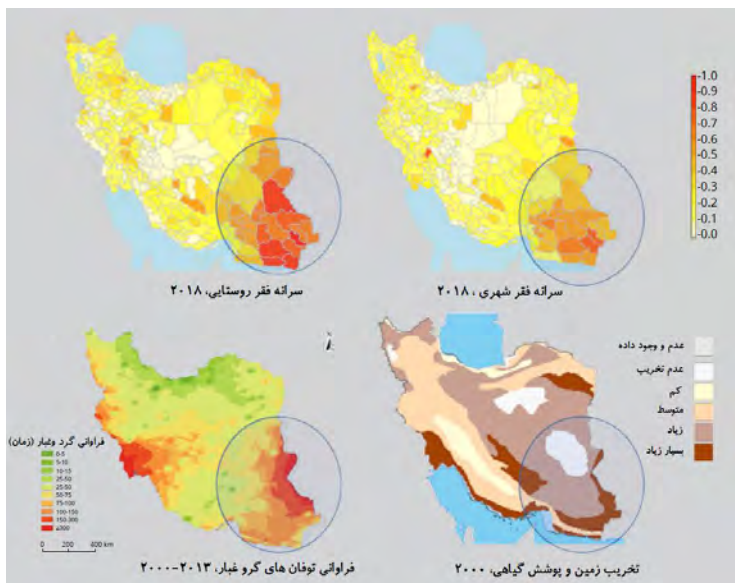 -1.0
-0.9
-0.8
-0.7
-0.6
-0.5
-0.4
-0.3
-0.2
-0.1
-0.0
سرانه فقر شهری ، ۲۰۱۸
سرانه فقر روستایی، ۲۰۱۸
عدم و وجود داده
عدم تخریب
کم
متوسط
زیاد
بسیار زیاد
تخریب زمین و پوشش گیاهی، ۲۰۰۰
فراوانی گرد وغبار (زمان)
0-5
5-10
10-15
25-50
25-50
50-75
75-100
100-150
150-300
≥300
0 200 400 km
فراوانی توفان های گرو غبار، ۲۰۱۳-۲۰۰۰